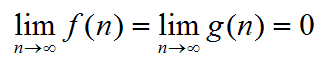 lim f(n) = lim g(n) = 0
n→∞ n→∞